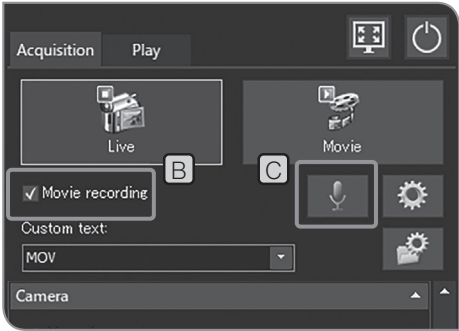 Acquisition Play
Live Movie
B C
Movie recording
Custom text:
MOV
Camera